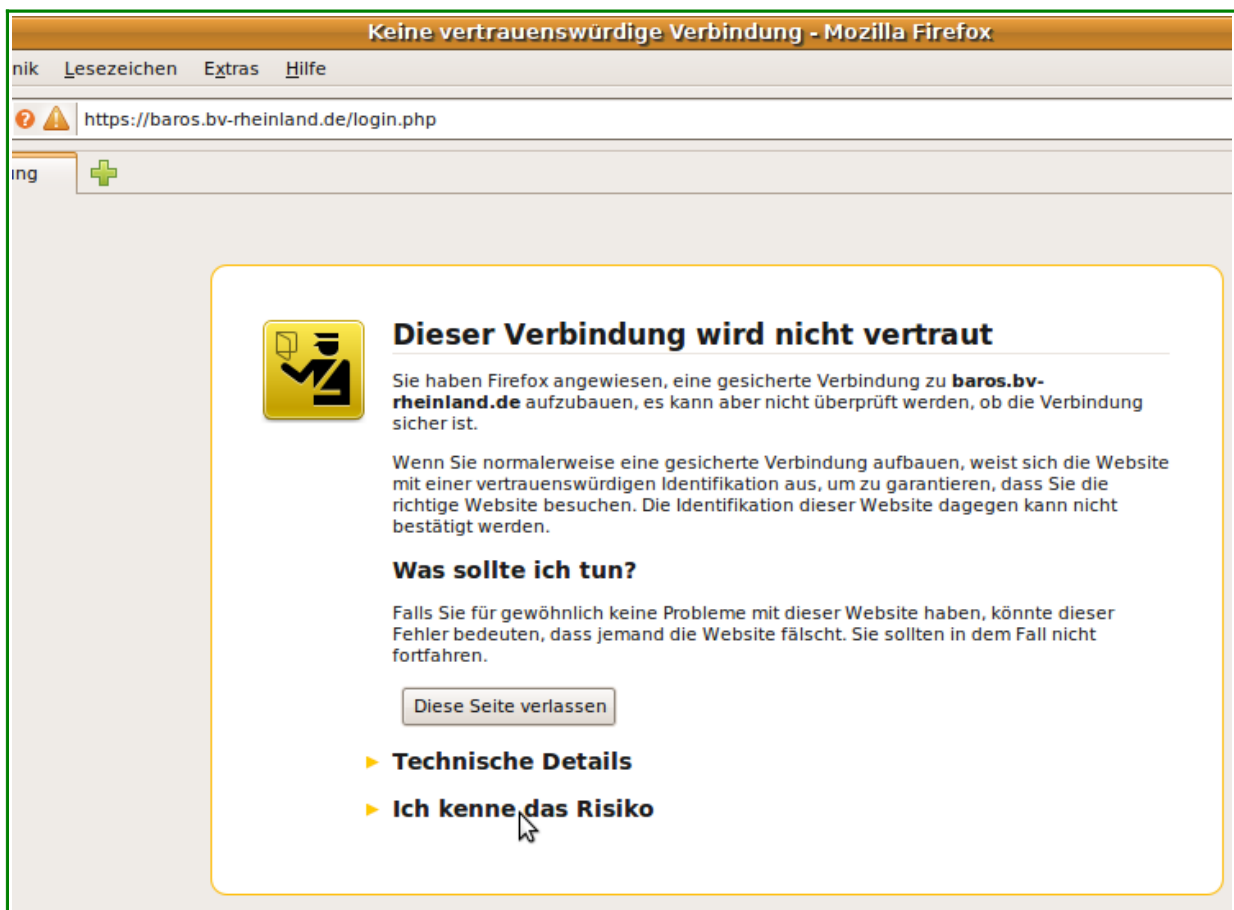 Keine vertrauenswürdige Verbindung - Mozilla Firefox
nik Lesezeichen Extras Hilfe
https://baros.bv-rheinland.de/login.php
ung
Dieser Verbindung wird nicht vertraut
Sie haben Firefox angewiesen, eine gesicherte Verbindung zu baros.bv-
rheinland.de aufzubauen, es kann aber nicht überprüft werden, ob die Verbindung
sicher ist.
Wenn Sie normalerweise eine gesicherte Verbindung aufbauen, weist sich die Website
mit einer vertrauenswürdigen Identifikation aus, um zu garantieren, dass Sie die
richtige Website besuchen. Die Identifikation dieser Website dagegen kann nicht
bestätigt werden.
Was sollte ich tun?
Falls Sie für gewöhnlich keine Probleme mit dieser Website haben, könnte dieser
Fehler bedeuten, dass jemand die Website fälscht. Sie sollten in dem Fall nicht
fortfahren.
Diese Seite verlassen
Technische Details
Ich kenne das Risiko